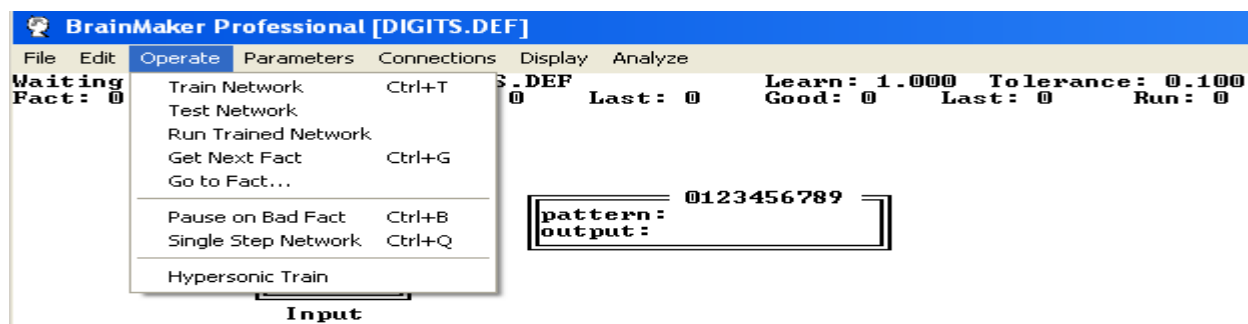 BrainMaker Professional [DIGITS.DEF]
File Edit Operate Parameters Connections Display Analyze
Waiting S.DEF Learn: 1.000 Tolerance: 0.100
Fact: 0 0 Last: 0 Good: 0 Last: 0 Run: 0
Train Network Ctrl+T
Test Network
Run Trained Network
Get Next Fact Ctrl+G
Go to Fact...
Pause on Bad Fact Ctrl+B
Single Step Network Ctrl+Q
Hypersonic Train
0123456789
pattern:
output:
Input